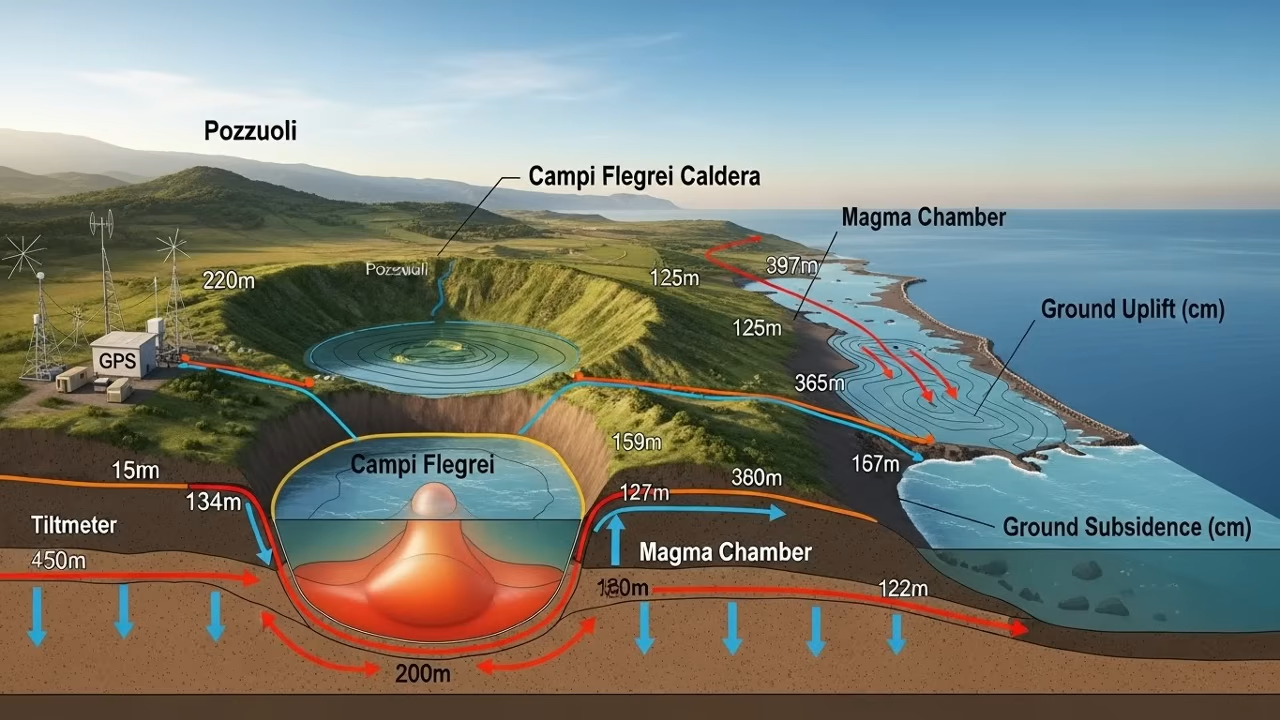 Pozzuoli
Campi Flegrei Caldera
Magma Chamber
397m
220m
125m
Ground Uplift (cm)
125m
GPS
365m
159m
Campi Flegrei
167m
15m
380m
127m
134m
Tiltmeter
Ground Subsidence (cm)
Magma Chamber
450m
122m
200m